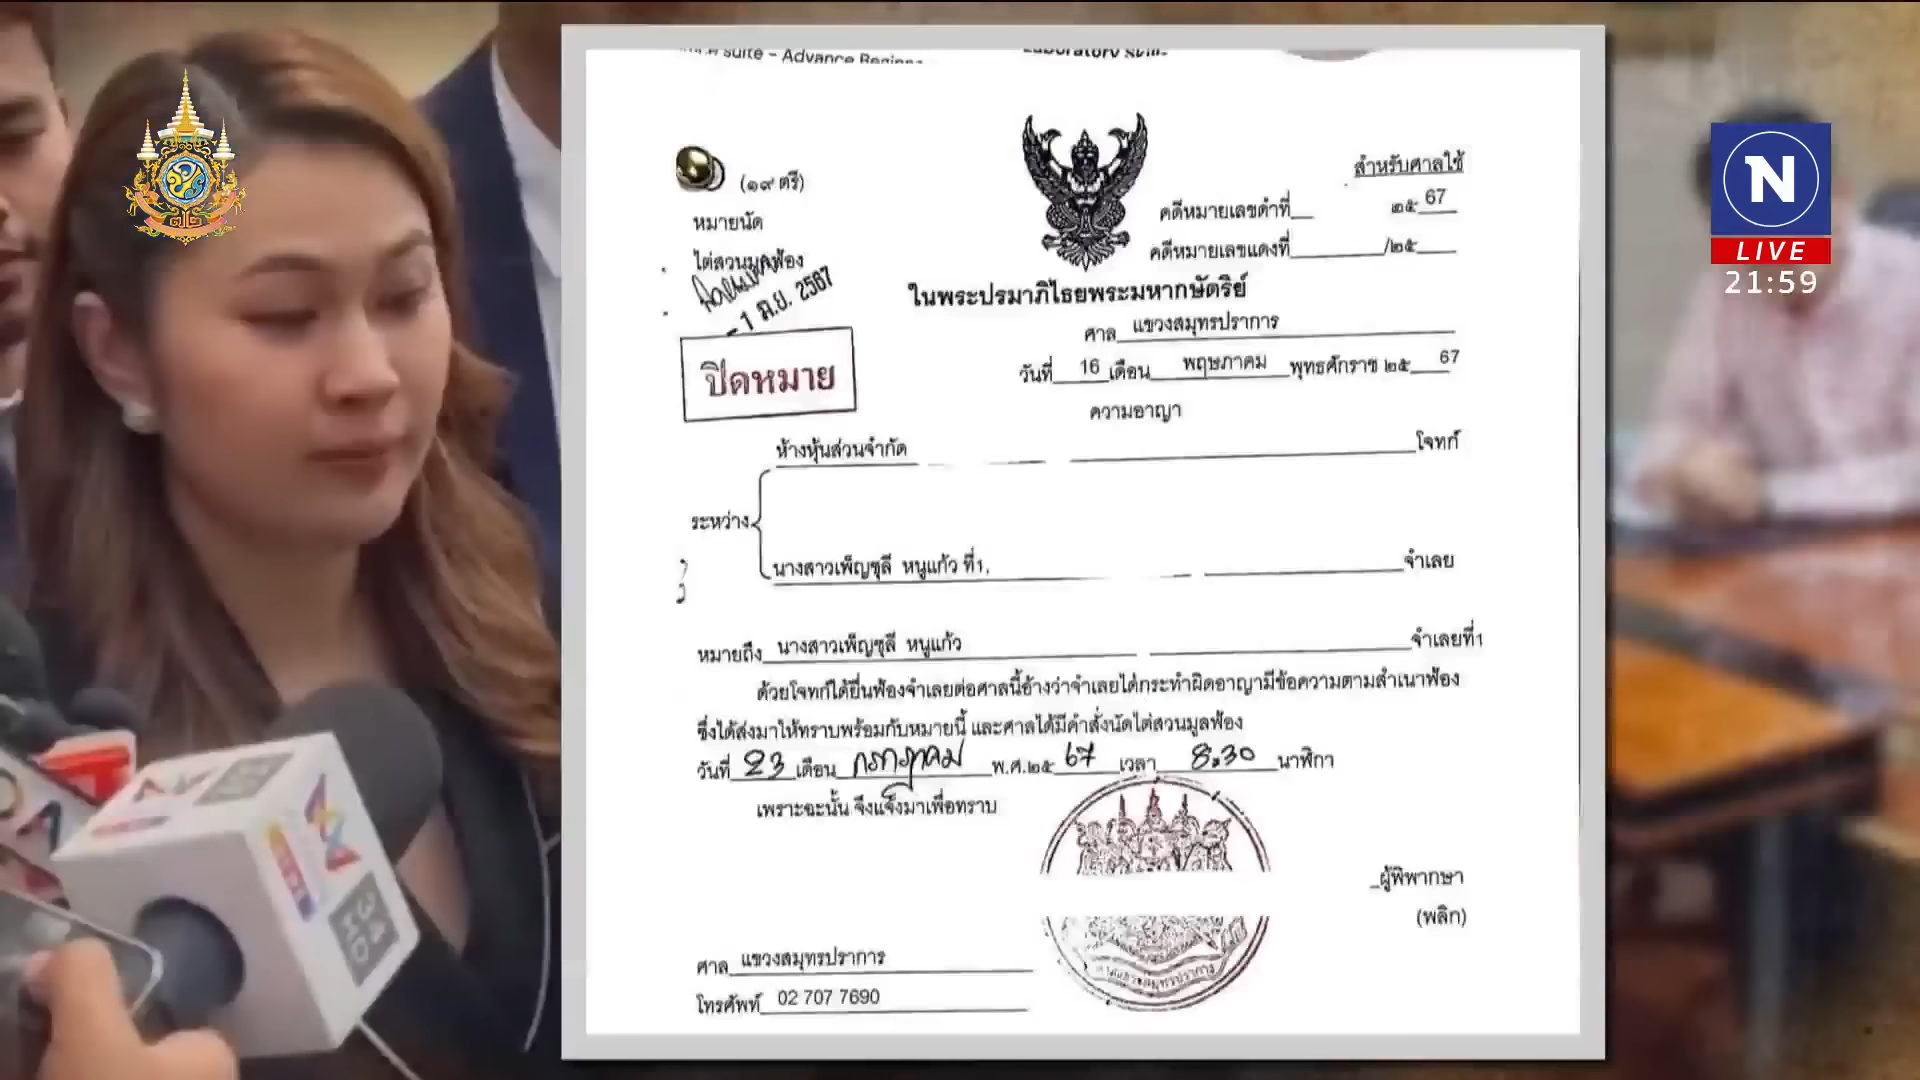 Suite – Advance
Laboratory
(๑๙ ตรี)
สำหรับศาลใช้
หมายนัด
คดีหมายเลขดำที่ ๒๕ 67
ไต่สวนมูลฟ้อง
คดีหมายเลขแดงที่ /๒๕
1 ก.ย. 2567
ในพระปรมาภิไธยพระมหากษัตริย์
ศาล แขวงสมุทรปราการ
ปิดหมาย
วันที่ 16 เดือน พฤษภาคม พุทธศักราช ๒๕ 67
ความอาญา
ห้างหุ้นส่วนจำกัด โจทก์
ระหว่าง
นางสาวเพ็ญชุลี หนูแก้ว ที่1, จำเลย
หมายถึง นางสาวเพ็ญชุลี หนูแก้ว จำเลยที่1
ด้วยโจทก์ได้ยื่นฟ้องจำเลยต่อศาลนี้อ้างว่าจำเลยได้กระทำผิดอาญามีข้อความตามสำเนาฟ้อง
ซึ่งได้ส่งมาให้ทราบพร้อมกับหมายนี้ และศาลได้มีคำสั่งนัดไต่สวนมูลฟ้อง
วันที่ 23 เดือน กรกฎาคม พ.ศ.๒๕ 67 เวลา 8.30 นาฬิกา
เพราะฉะนั้น จึงแจ้งมาเพื่อทราบ
ผู้พิพากษา
(พลิก)
ศาล แขวงสมุทรปราการ
โทรศัพท์ 02 707 7690
N
LIVE
21:59
34
HD